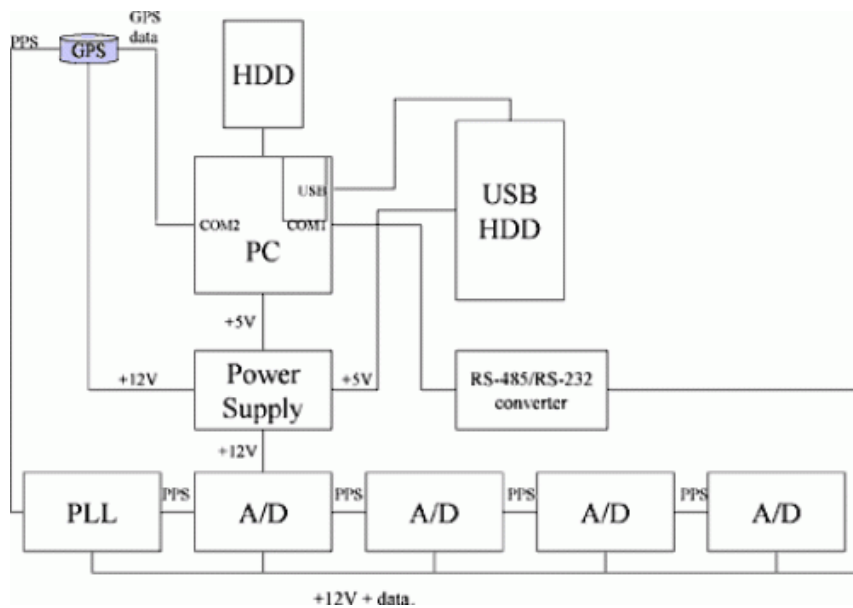 GPS
data
PPS
GPS
HDD
USB
USB
HDD
COM2
COM1
PC
+5V
+12V
Power
Supply
+5V
RS-485/RS-232
converter
+12V
PLL
PPS
A/D
PPS
A/D
PPS
A/D
PPS
A/D
+12V + data.